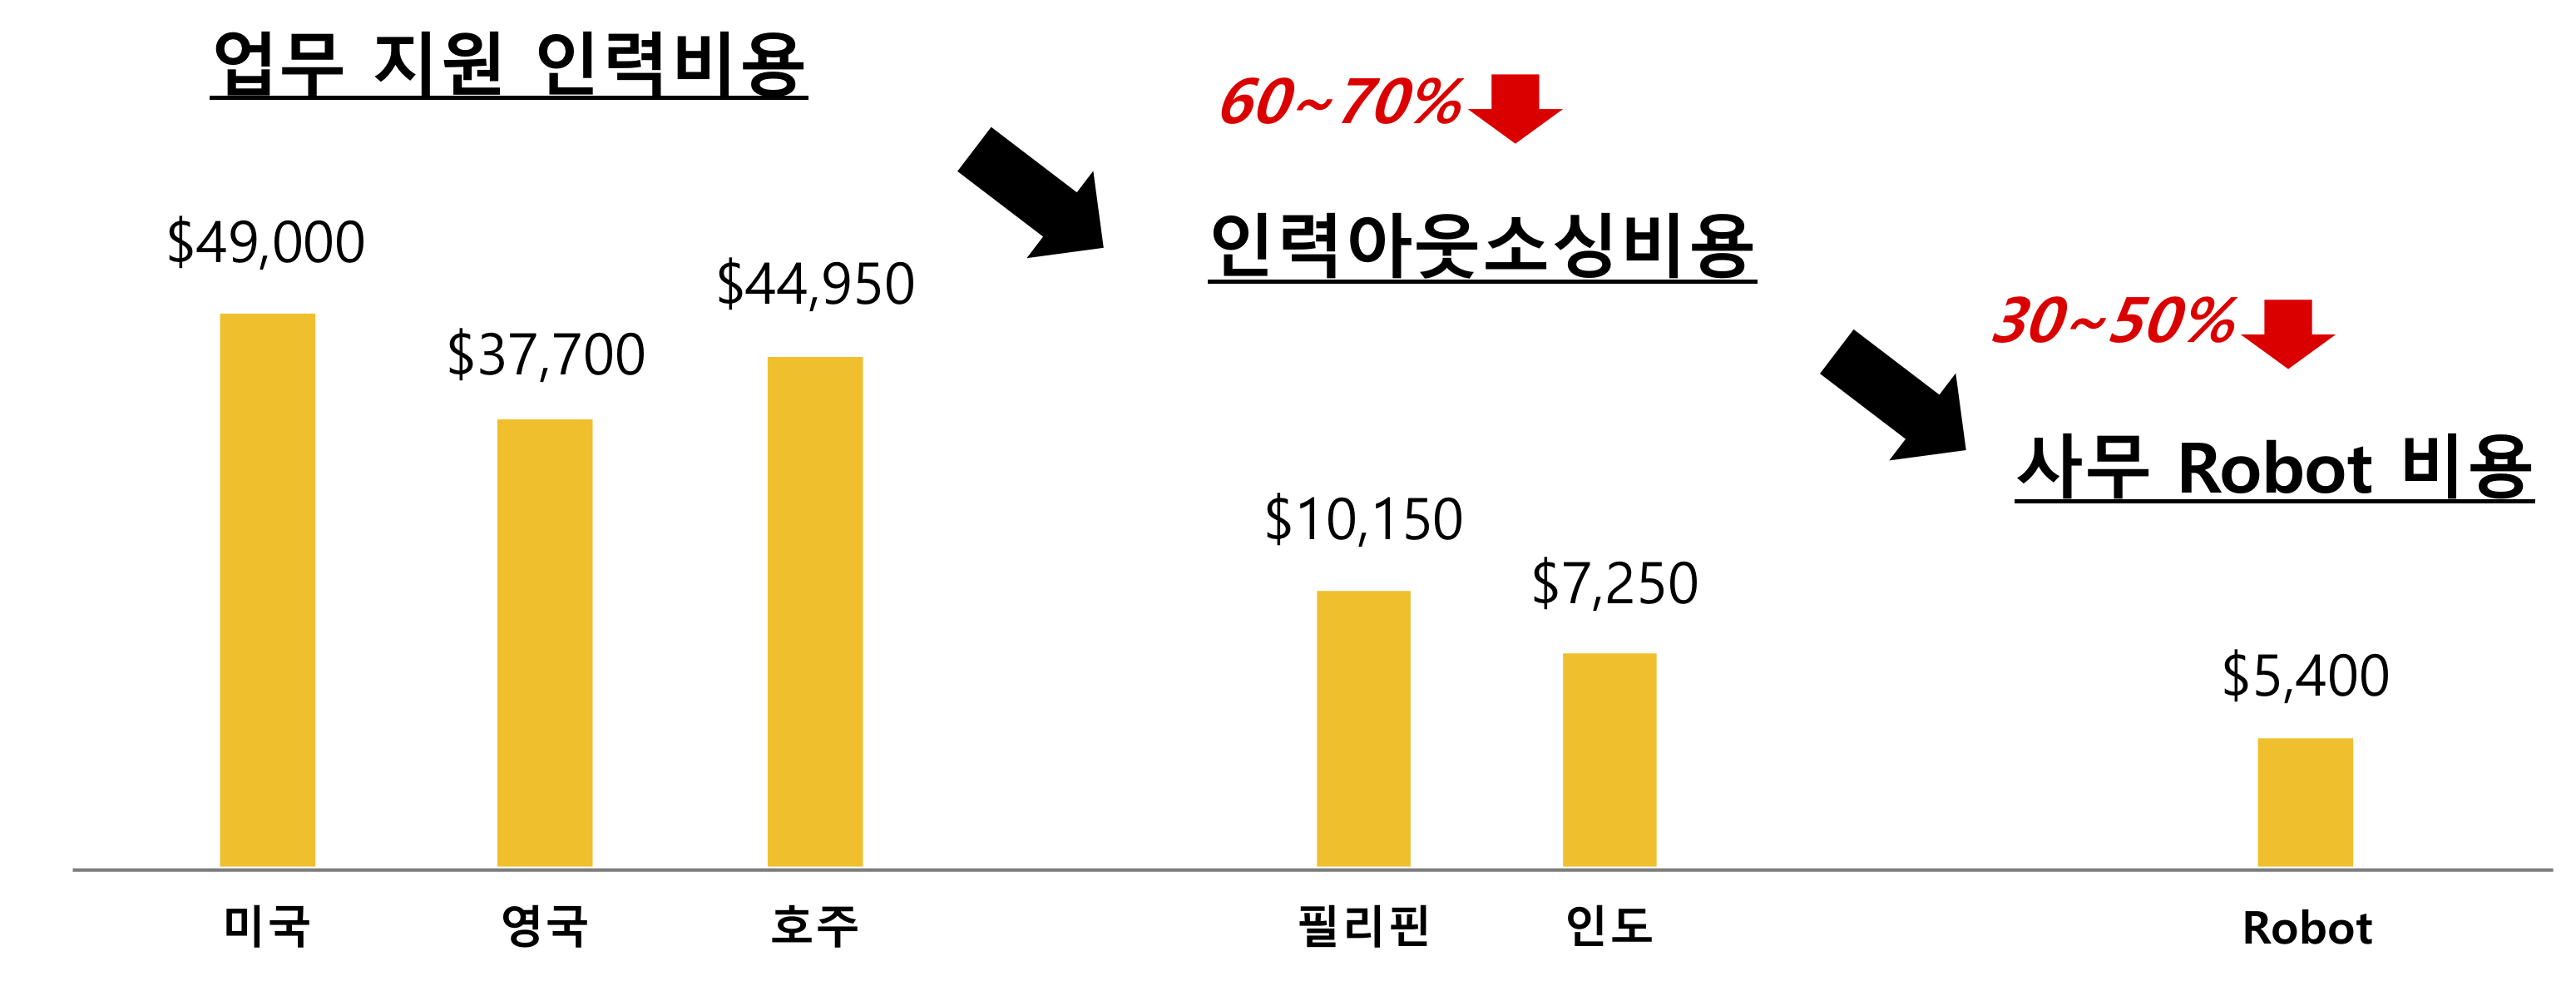 업무 지원 인력비용
$49,000
$37,700
$44,950
미국
영국
호주
60~70%
인력아웃소싱비용
$10,150
$7,250
필리핀
인도
30~50%
사무 Robot 비용
$5,400
Robot